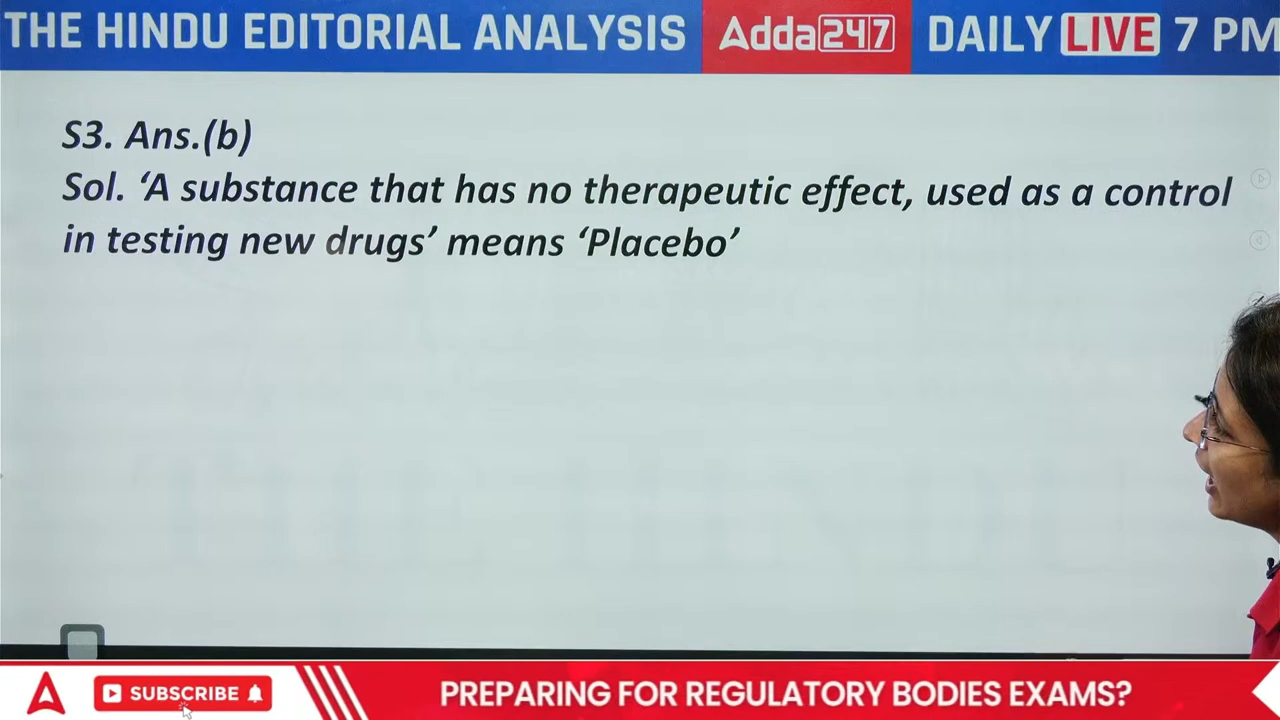 THE HINDU EDITORIAL ANALYSIS Adda247 DAILY LIVE 7 PM
S3. Ans.(b)
Sol. ‘A substance that has no therapeutic effect, used as a control
in testing new drugs’ means ‘Placebo’
SUBSCRIBE PREPARING FOR REGULATORY BODIES EXAMS?